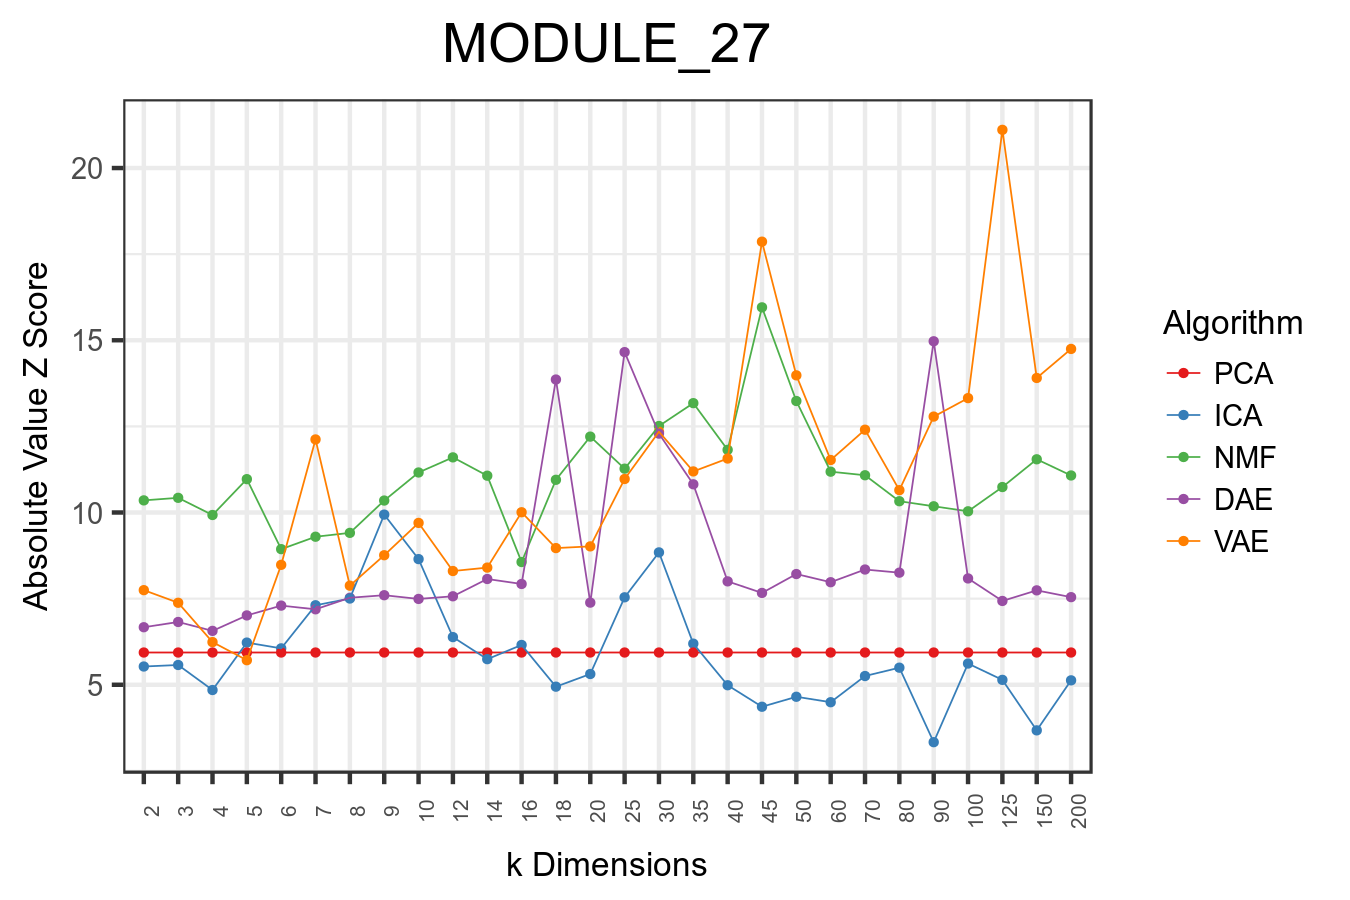 MODULE_27
Absolute Value Z Score
20
15
10
5
2 3 4 5 6 7 8 9 10 12 14 16 18 20 25 30 35 40 45 50 60 70 80 90 100 125 150 200
k Dimensions
Algorithm
PCA
ICA
NMF
DAE
VAE